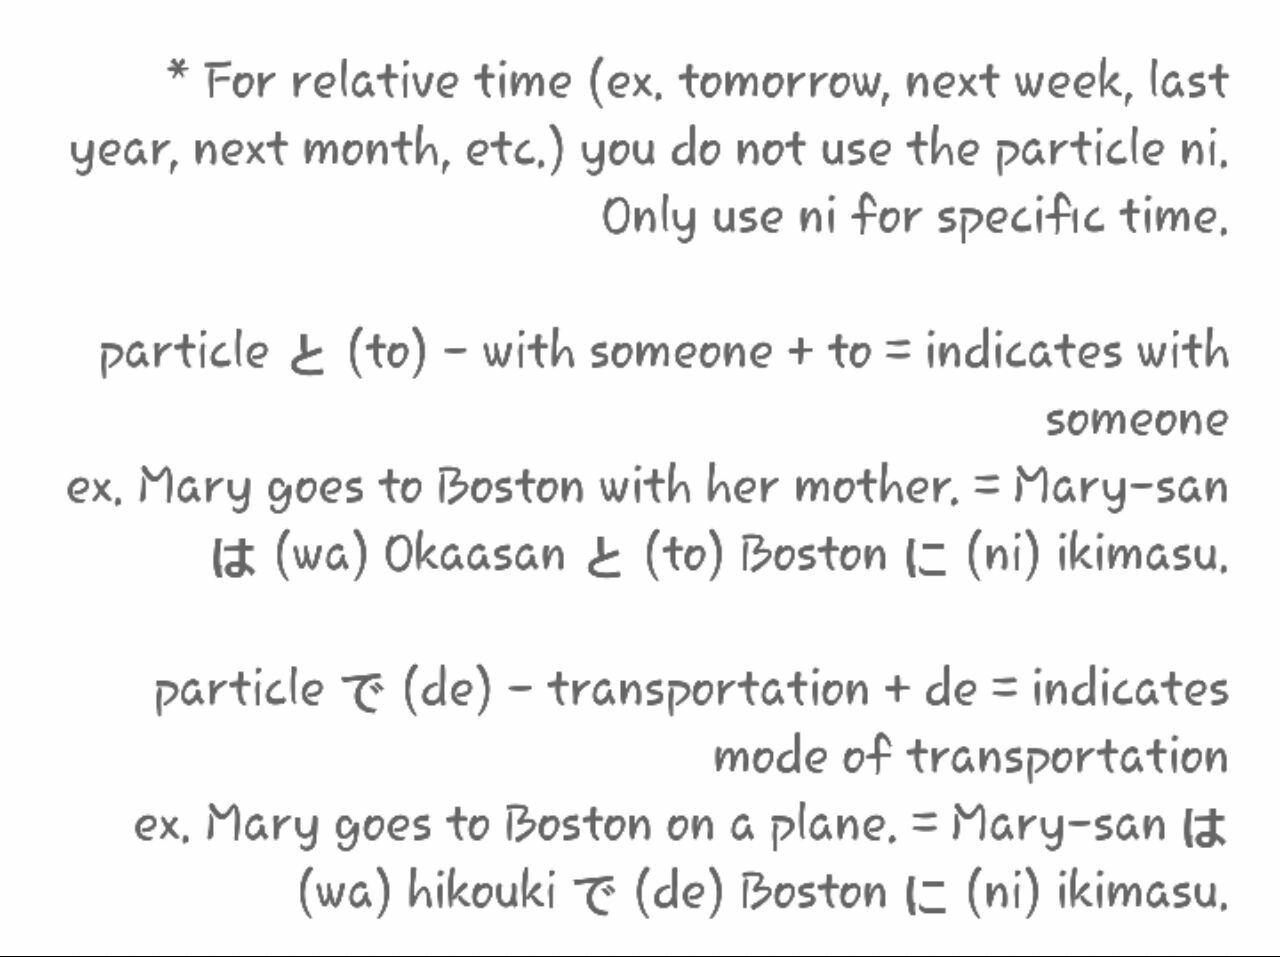 * For relative time (ex. tomorrow, next week, last
year, next month, etc.) you do not use the particle ni.
Only use ni for specific time.
particle と (to) - with someone + to = indicates with
someone
ex. Mary goes to Boston with her mother. = Mary-san
は (wa) Okaasan と (to) Boston に (ni) ikimasu.
particle で (de) - transportation + de = indicates
mode of transportation
ex. Mary goes to Boston on a plane. = Mary-san は
(wa) hikouki で (de) Boston に (ni) ikimasu.